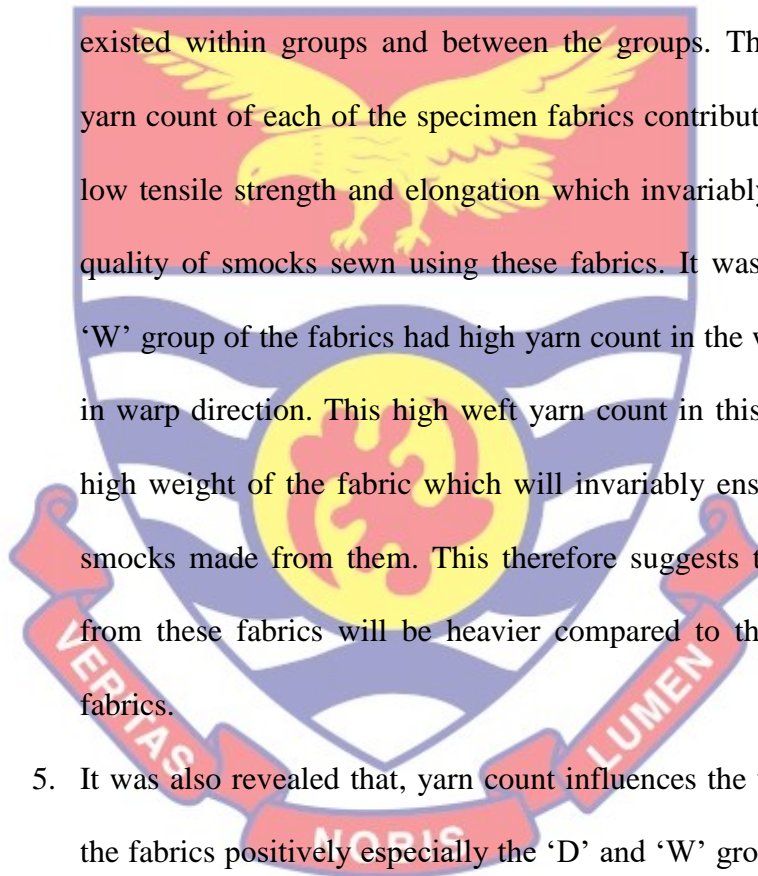 existed within groups and between the groups. Th
yarn count of each of the specimen fabrics contribut
low tensile strength and elongation which invariably
quality of smocks sewn using these fabrics. It was
‘W’ group of the fabrics had high yarn count in the
in warp direction. This high weft yarn count in this
high weight of the fabric which will invariably ens
smocks made from them. This therefore suggests t
from these fabrics will be heavier compared to th
fabrics.
5. It was also revealed that, yarn count influences the
the fabrics positively especially the ‘D’ and ‘W’ gro
VERITAS NOBIS LUMEN